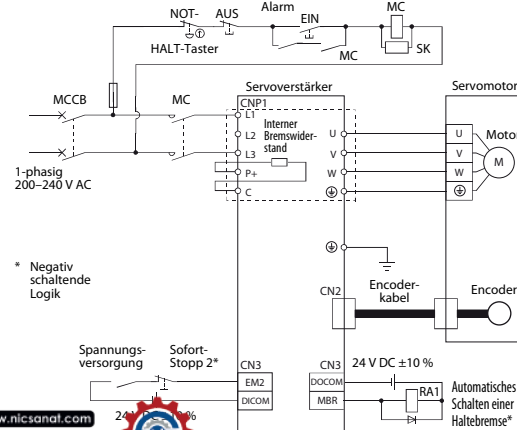 NOT-
AUS
Alarm
EIN
MC
HALT-Taster
MC
SK
MCCB
MC
Servoverstärker
Servomotor
CNP1
L1
L2
L3
P+
C
Interner
Bremswider-
stand
U
V
W
U
V
W
Motor
M
1-phasig
200–240 V AC
* Negativ
schaltende
Logik
CN2
Encoder-
kabel
Encoder
Spannungs-
versorgung
Sofort-
Stopp 2*
CN3
EM2
DICOM
CN3
DOCOM
MBR
24 V DC ±10 %
RA1
Automatisches
Schalten einer
Haltebremse*
w.nicsanat.com